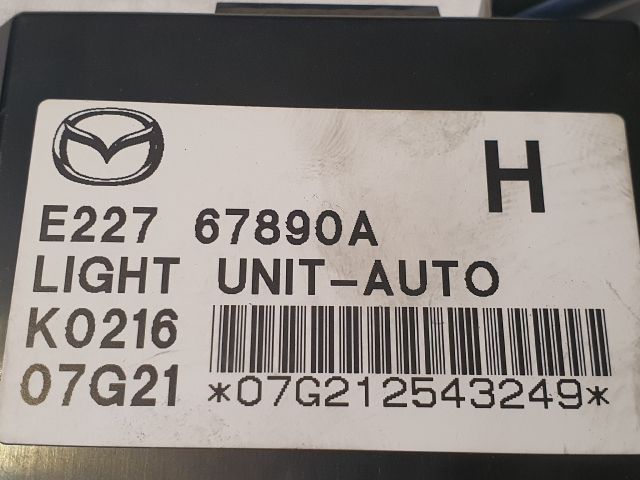 H
E227 67890A
LIGHT UNIT-AUTO
K0216
07G21
*07G212543249*